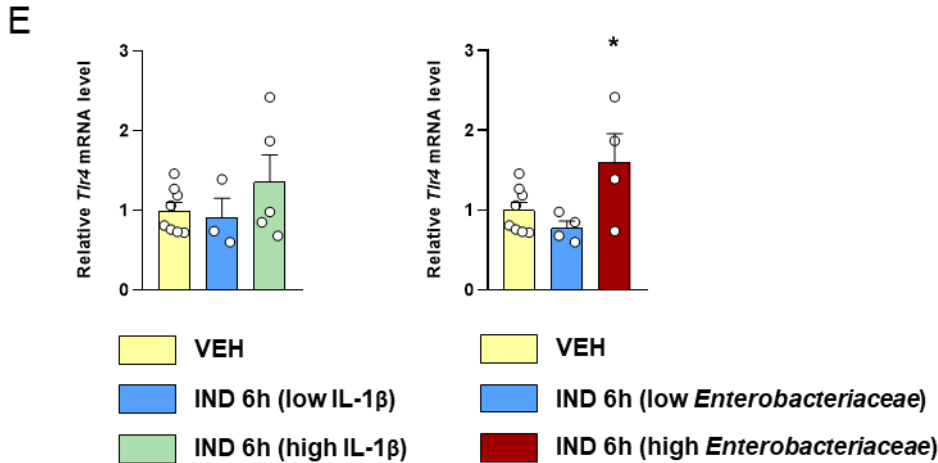 E
Relative Tlr4 mRNA level
3
2
1
0
VEH
IND 6h (low IL-1β)
IND 6h (high IL-1β)
Relative Tlr4 mRNA level
3
2
1
0
*
VEH
IND 6h (low Enterobacteriaceae)
IND 6h (high Enterobacteriaceae)